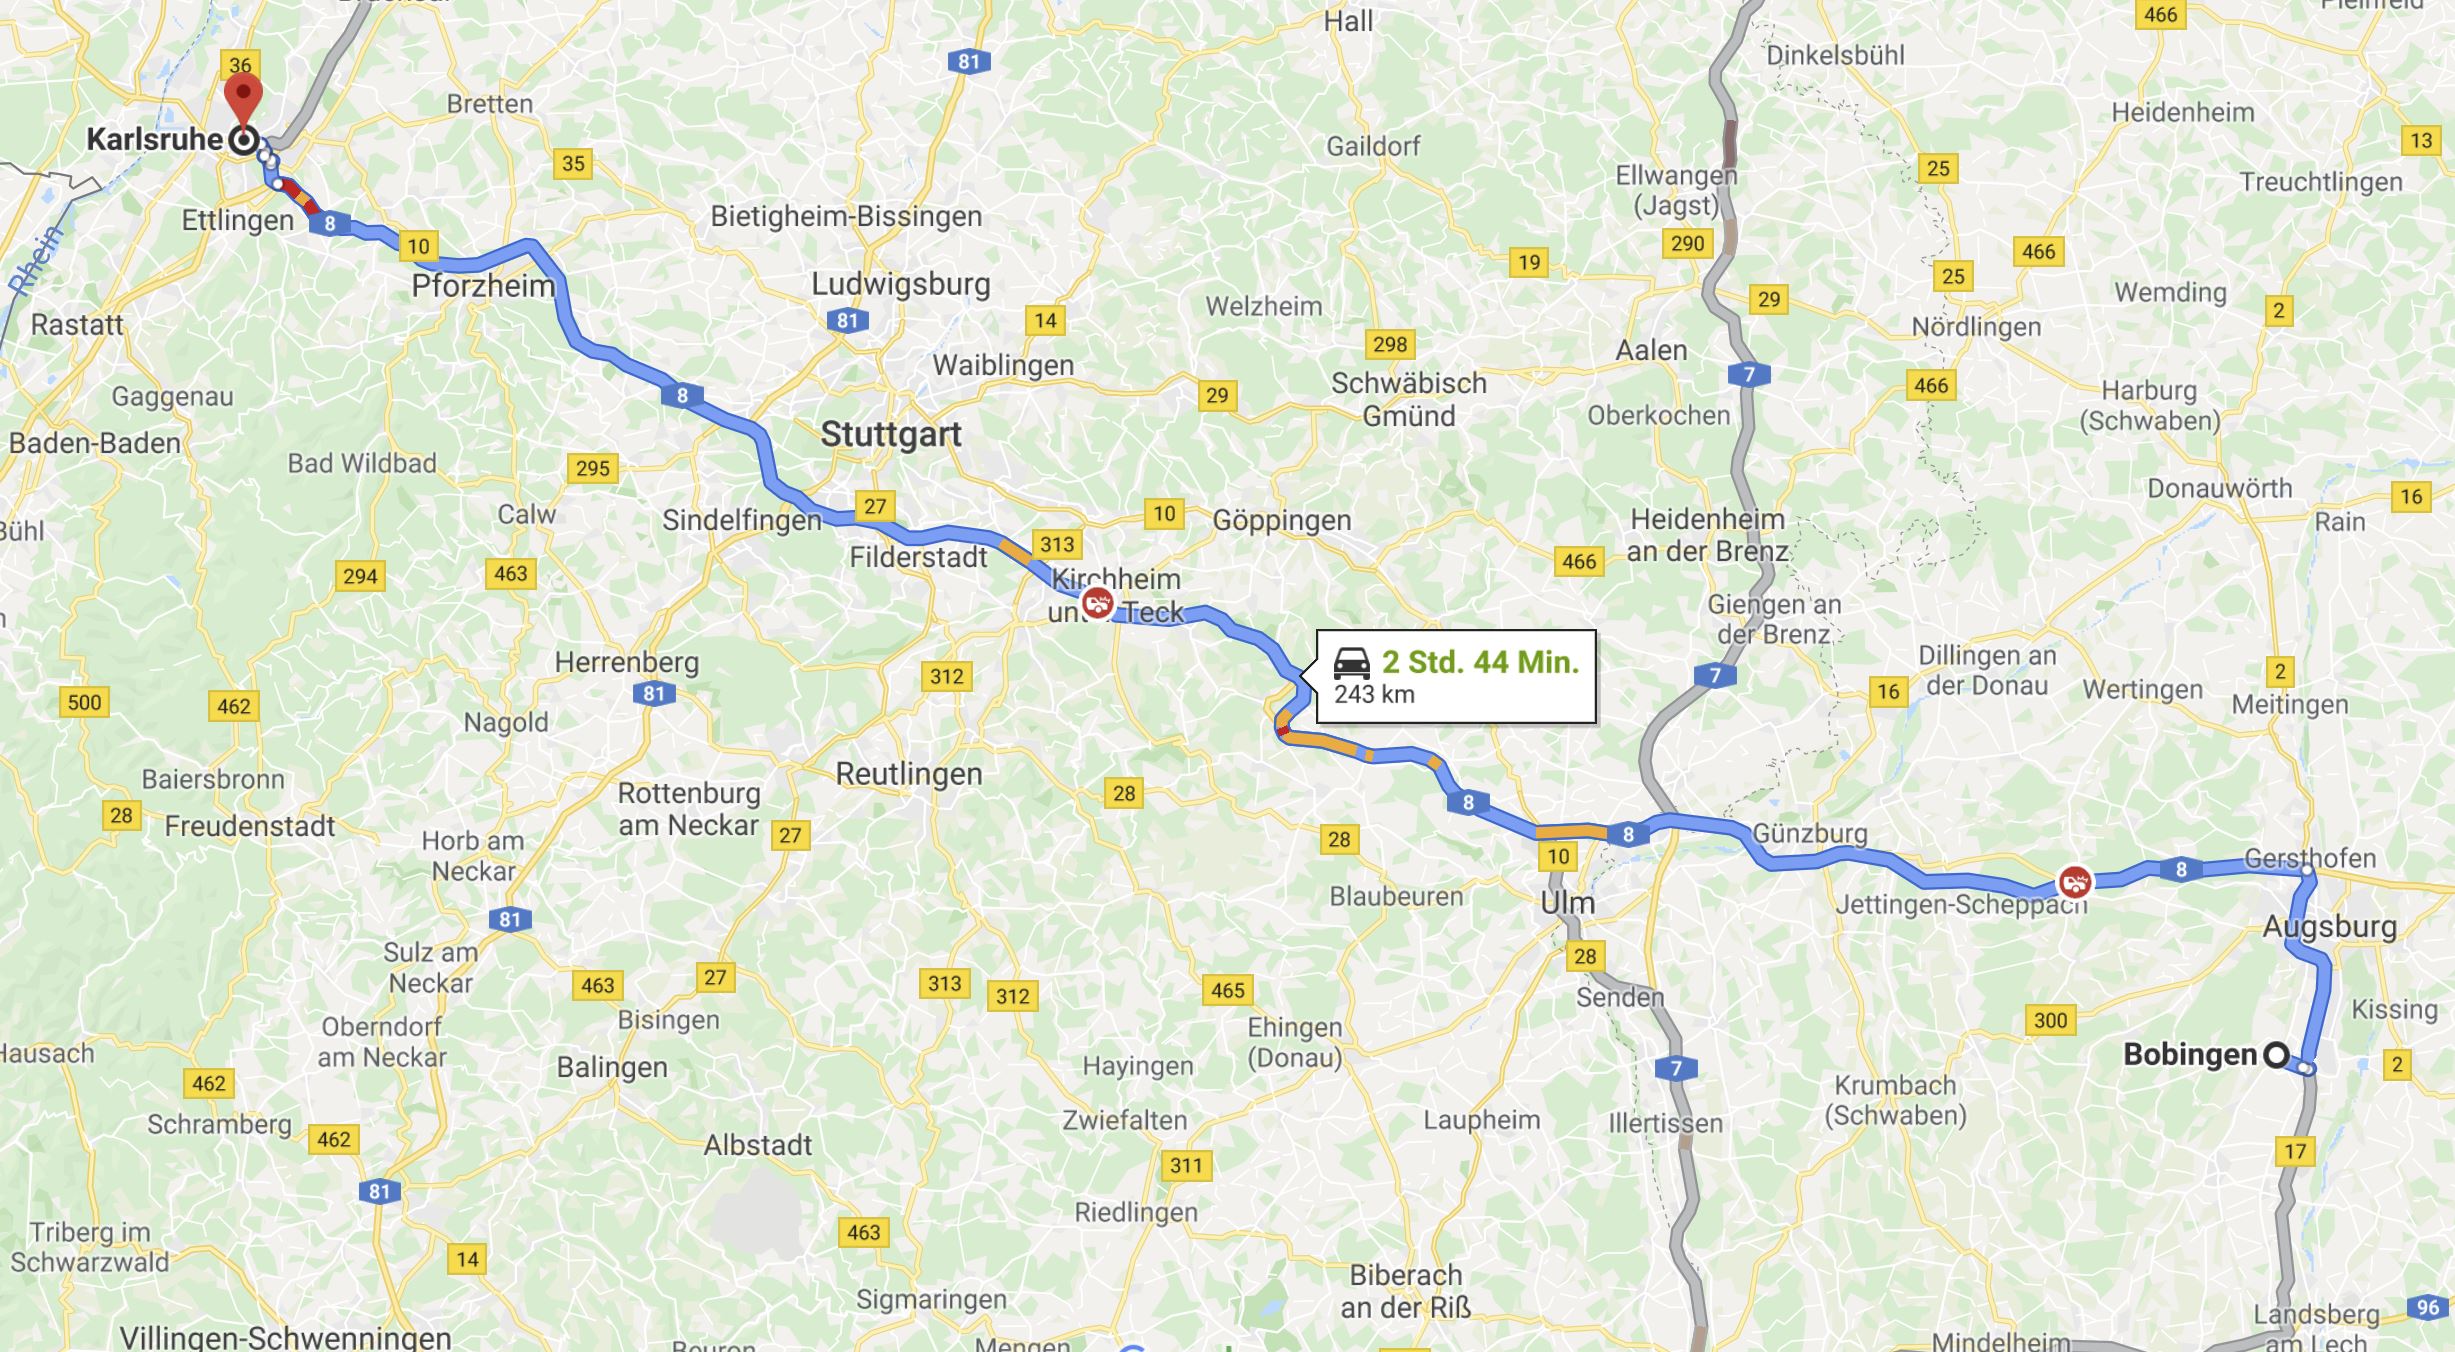 Hall
466
36
81
Dinkelsbühl
Bretten
Heidenheim
Karlsruhe
Gaildorf
13
35
25
Ellwangen
(Jagst)
Treuchtlingen
Ettlingen
8
Bietigheim-Bissingen
10
290
466
19
25
Rhein
Pforzheim
Ludwigsburg
Welzheim
29
Wemding
2
Rastatt
81
14
Nördlingen
298
Aalen
Waiblingen
7
Gaggenau
8
29
Schwäbisch
Gmünd
466
Harburg
(Schwaben)
Oberkochen
Baden-Baden
Stuttgart
Bad Wildbad
295
Donauwörth
16
Calw
Sindelfingen
27
10
Göppingen
Heidenheim
an der Brenz
Rain
Filderstadt
313
466
294
463
Kirchheim
Teck
Giengen an
der Brenz
Herrenberg
2 Std. 44 Min.
243 km
Dillingen an
der Donau
312
81
7
16
Wertingen
2
Meitingen
500
462
Nagold
Baiersbronn
Reutlingen
Rottenburg
am Neckar
28
8
28
Freudenstadt
27
28
8
Günzburg
Horb am
Neckar
10
Gersthofen
8
Blaubeuren
Ulm
Jettingen-Scheppach
81
Augsburg
Sulz am
Neckar
28
463
27
313
312
465
Senden
Kissing
Oberndorf
am Neckar
Bisingen
Ehingen
(Donau)
300
Hausach
Balingen
Hayingen
7
Bobingen
2
462
Krumbach
(Schwaben)
Schramberg
462
Albstadt
Zwiefalten
Laupheim
Illertissen
17
311
81
Riedlingen
Triberg im
Schwarzwald
14
463
Biberach
an der Riß
Sigmaringen
Landsberg
am Lech
96
Villingen-Schwenningen
Mengen
Mindelheim